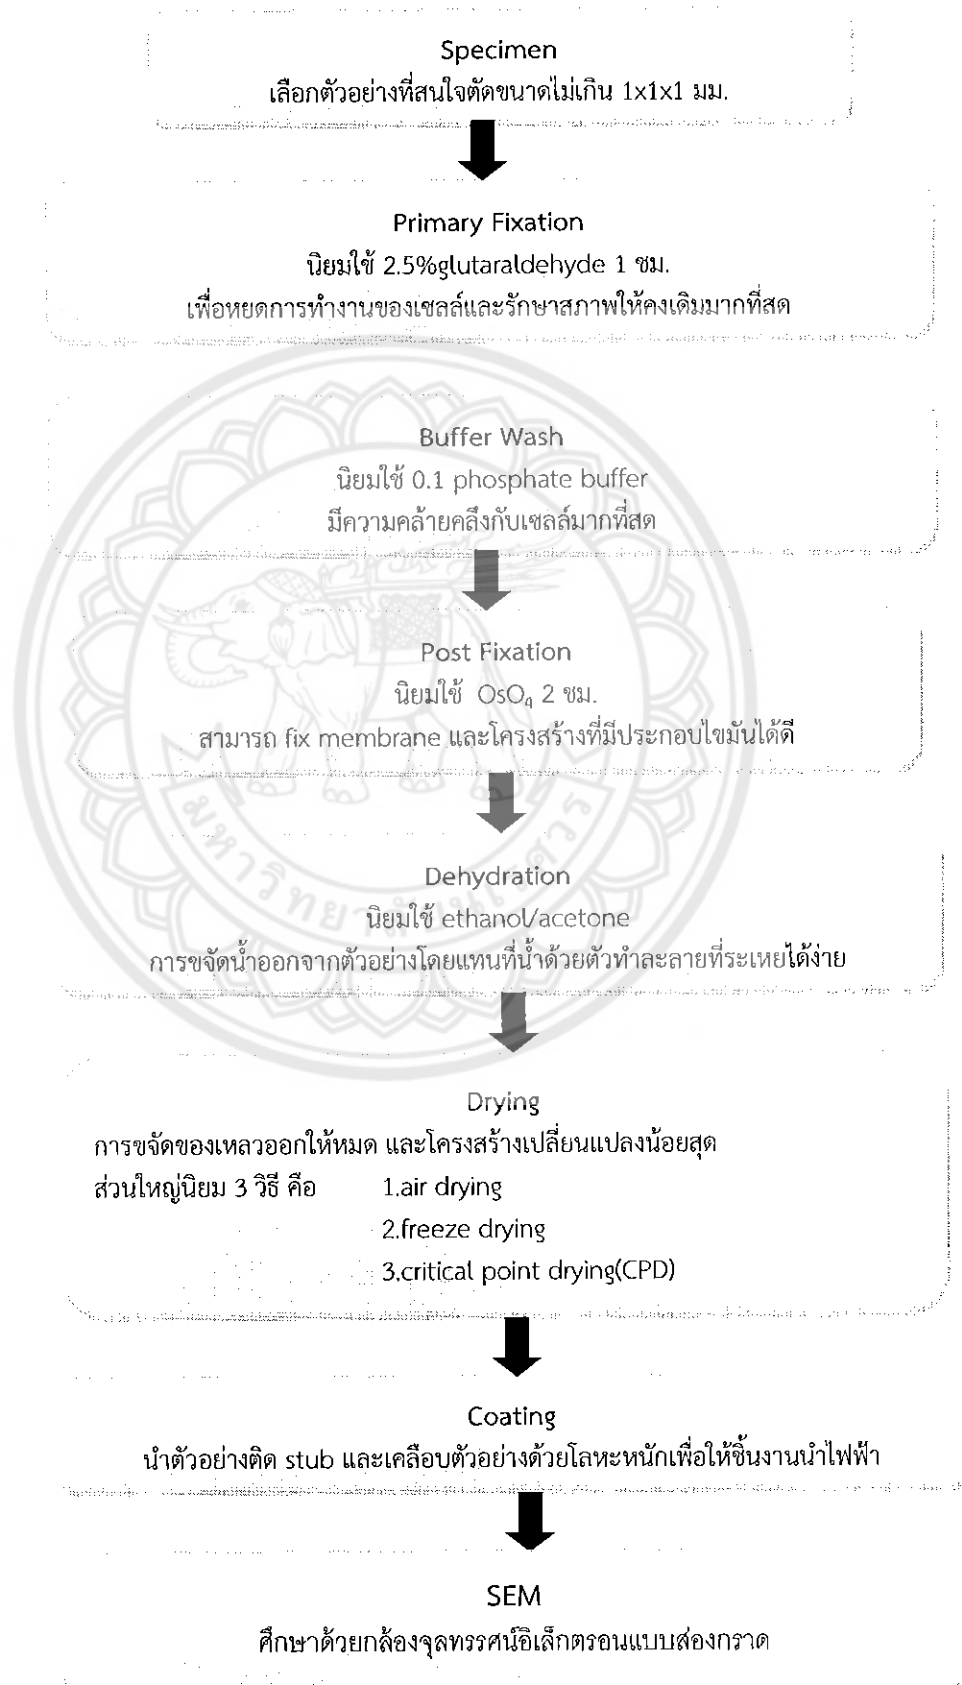 Specimen
เลือกตัวอย่างที่สนใจตัดขนาดไม่เกิน 1x1x1 มม.
Primary Fixation
นิยมใช้ 2.5%glutaraldehyde 1 ชม.
เพื่อหยุดการทำงานของเซลล์และรักษาสภาพให้คงเดิมมากที่สด
Buffer Wash
นิยมใช้ 0.1 phosphate buffer
มีความคล้ายคลึงกับเซลล์มากที่สด
Post Fixation
นิยมใช้ OsO₄ 2 ชม.
สามารถ fix membrane และโครงสร้างที่มีประกอบไขมันได้ดี
มหาวิทยาลัยนเรศวร
Dehydration
นิยมใช้ ethanol/acetone
การขจัดน้ำออกจากตัวอย่างโดยแทนที่น้ำด้วยตัวทำละลายที่ระเหยได้ง่าย
Drying
การขจัดของเหลวออกให้หมด และโครงสร้างเปลี่ยนแปลงน้อยสุด
ส่วนใหญ่นิยม 3 วิธี คือ 1.air drying
2.freeze drying
3.critical point drying(CPD)
Coating
นำตัวอย่างติด stub และเคลือบตัวอย่างด้วยโลหะหนักเพื่อให้ชิ้นงานนำไฟฟ้า
SEM
ศึกษาด้วยกล้องจุลทรรศน์อิเล็กตรอนแบบส่องกราด